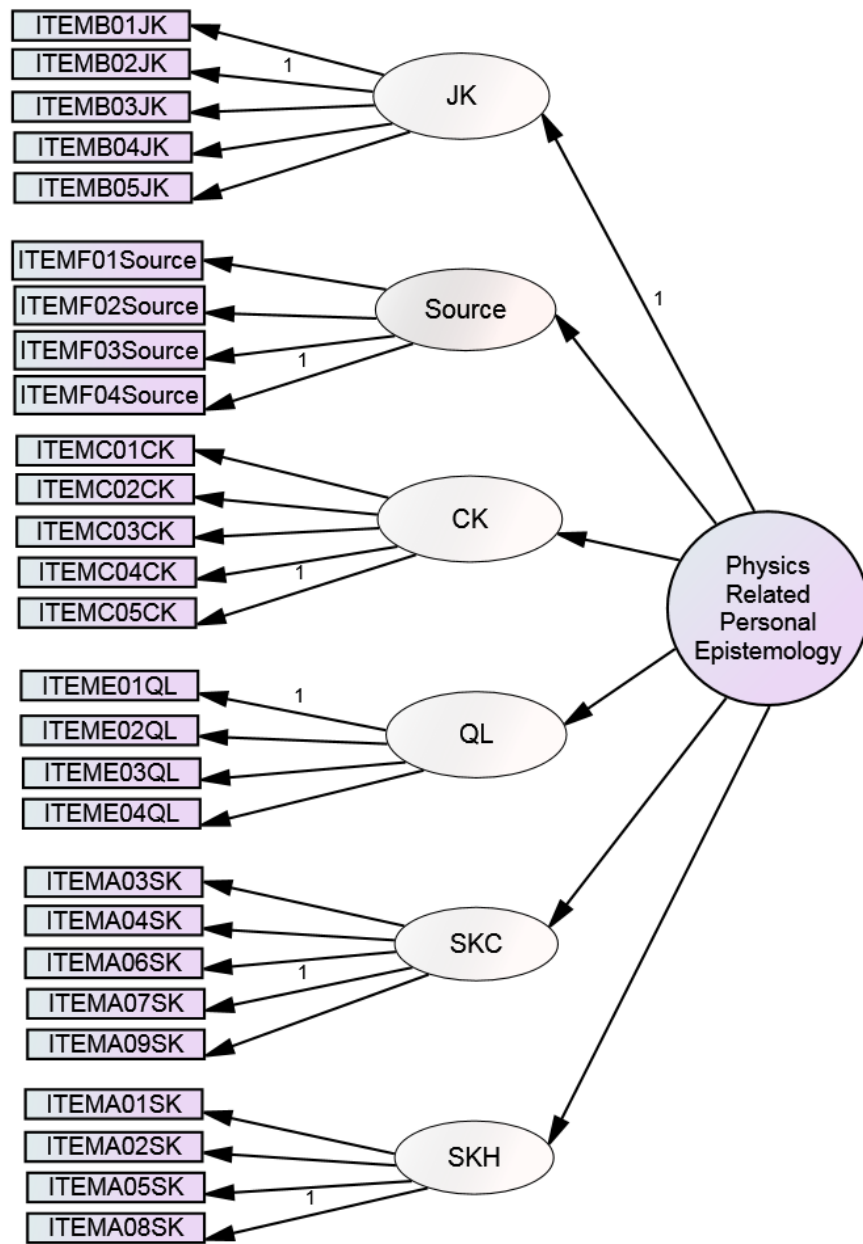 ITEMB01JK
ITEMB02JK
1
ITEMB03JK
ITEMB04JK
ITEMB05JK
JK
ITEMF01Source
ITEMF02Source
ITEMF03Source
1
ITEMF04Source
Source
1
ITEMC01CK
ITEMC02CK
ITEMC03CK
ITEMC04CK
1
ITEMC05CK
CK
Physics
Related
Personal
Epistemology
ITEME01QL
1
ITEME02QL
ITEME03QL
ITEME04QL
QL
ITEMA03SK
ITEMA04SK
ITEMA06SK
1
ITEMA07SK
ITEMA09SK
SKC
ITEMA01SK
ITEMA02SK
ITEMA05SK
1
ITEMA08SK
SKH